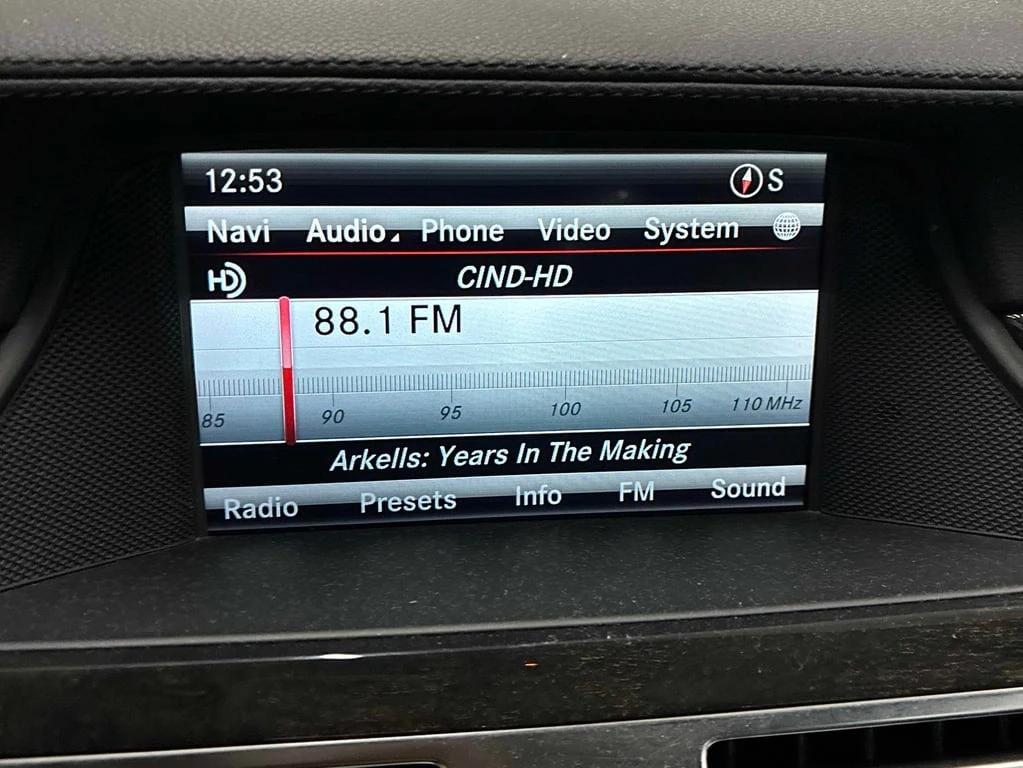 12:53 S
Navi Audio Phone Video System
HD CIND-HD
88.1 FM
85 90 95 100 105 110 MHz
Arkells: Years In The Making
Radio Presets Info FM Sound